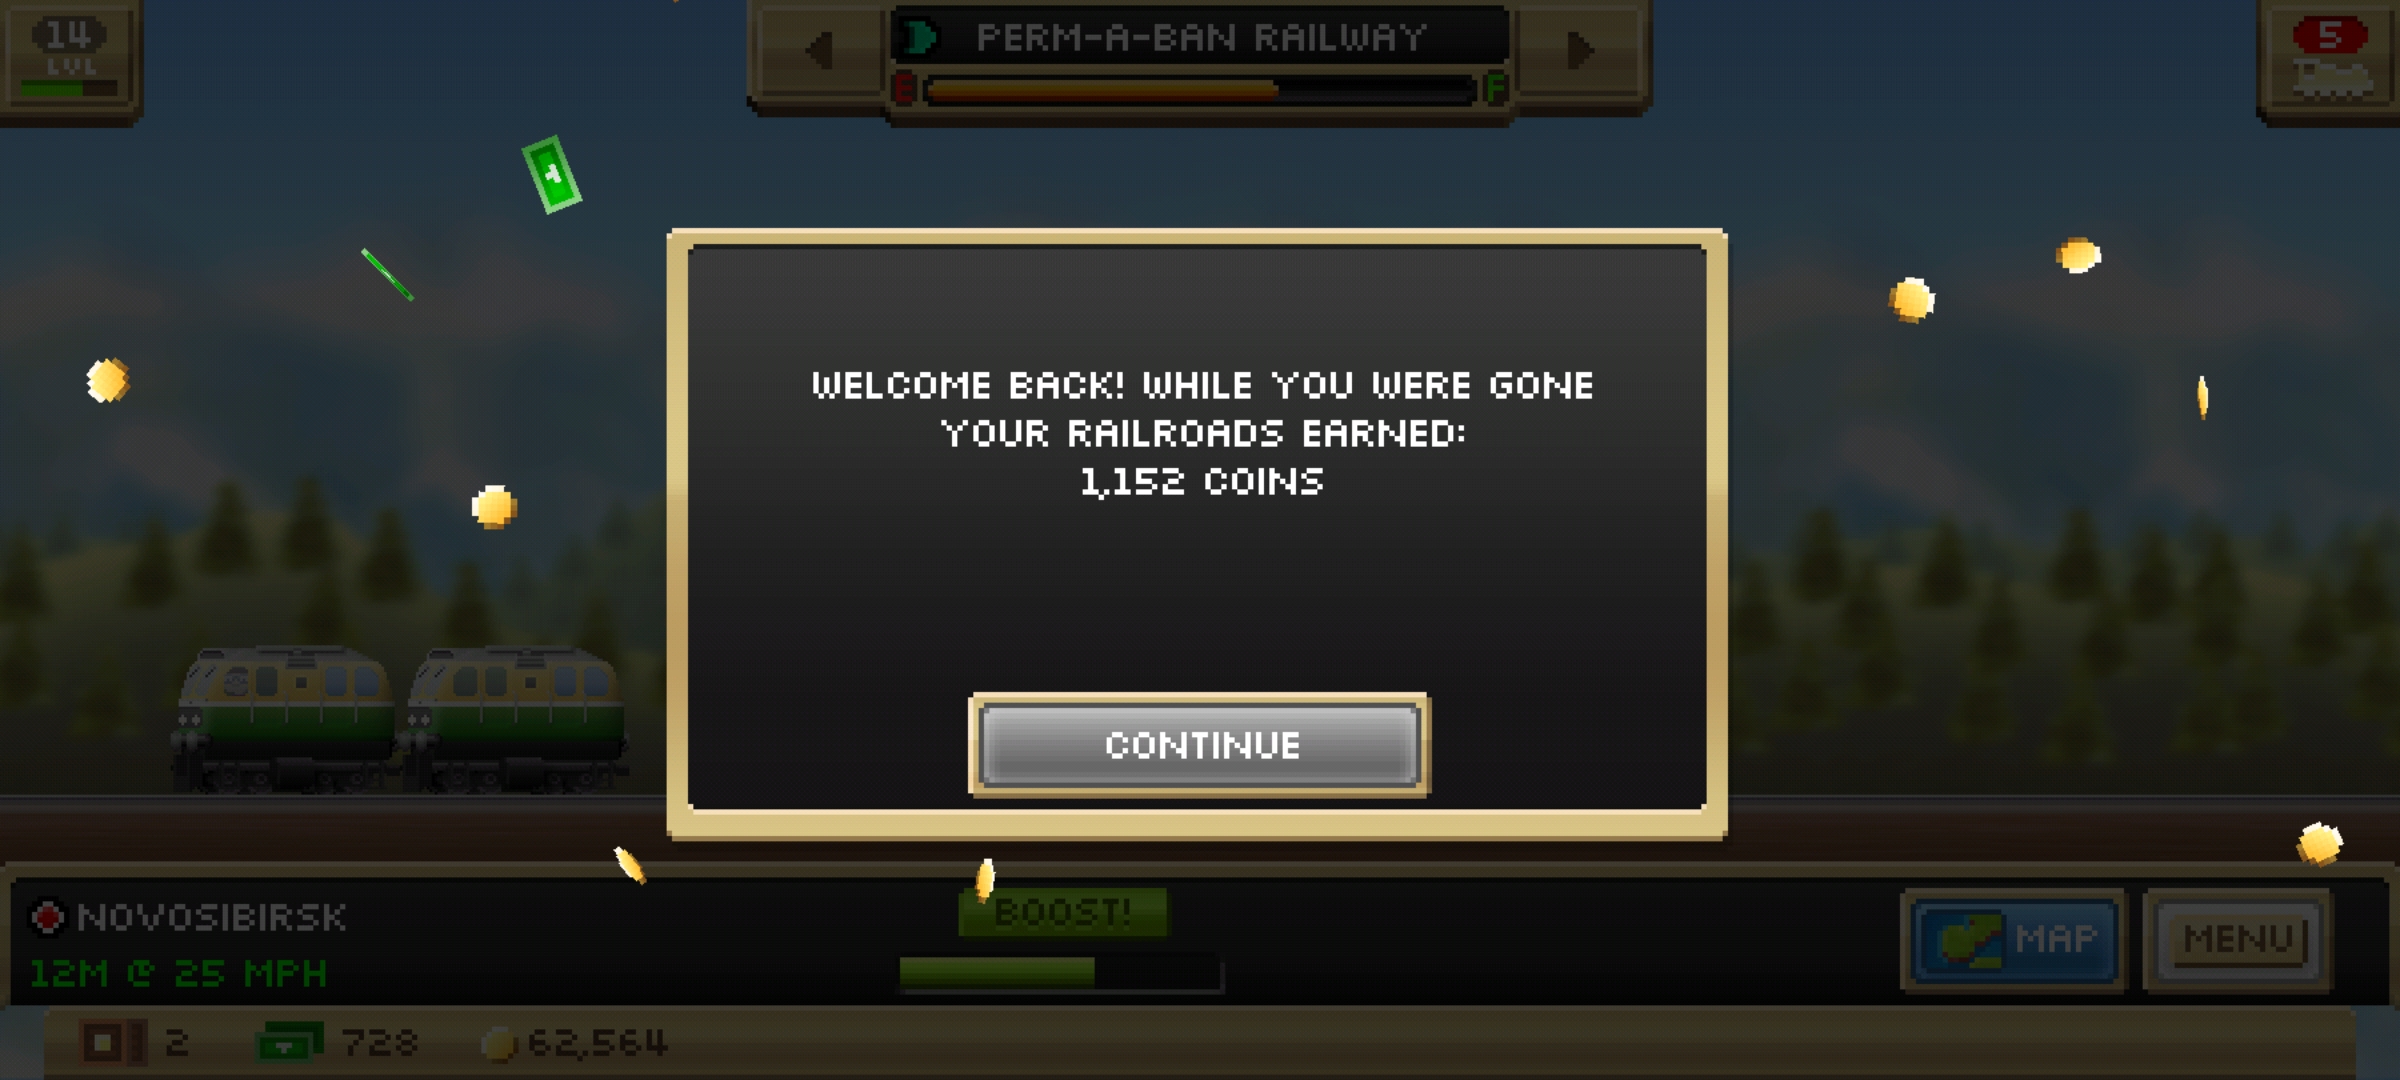 14
LVL
PERM-A-BAN RAILWAY
E F
5
WELCOME BACK! WHILE YOU WERE GONE
YOUR RAILROADS EARNED:
1,152 COINS
CONTINUE
NOVOSIBIRSK
12M @ 25 MPH
BOOST!
MAP
MENU
2 728 62,564